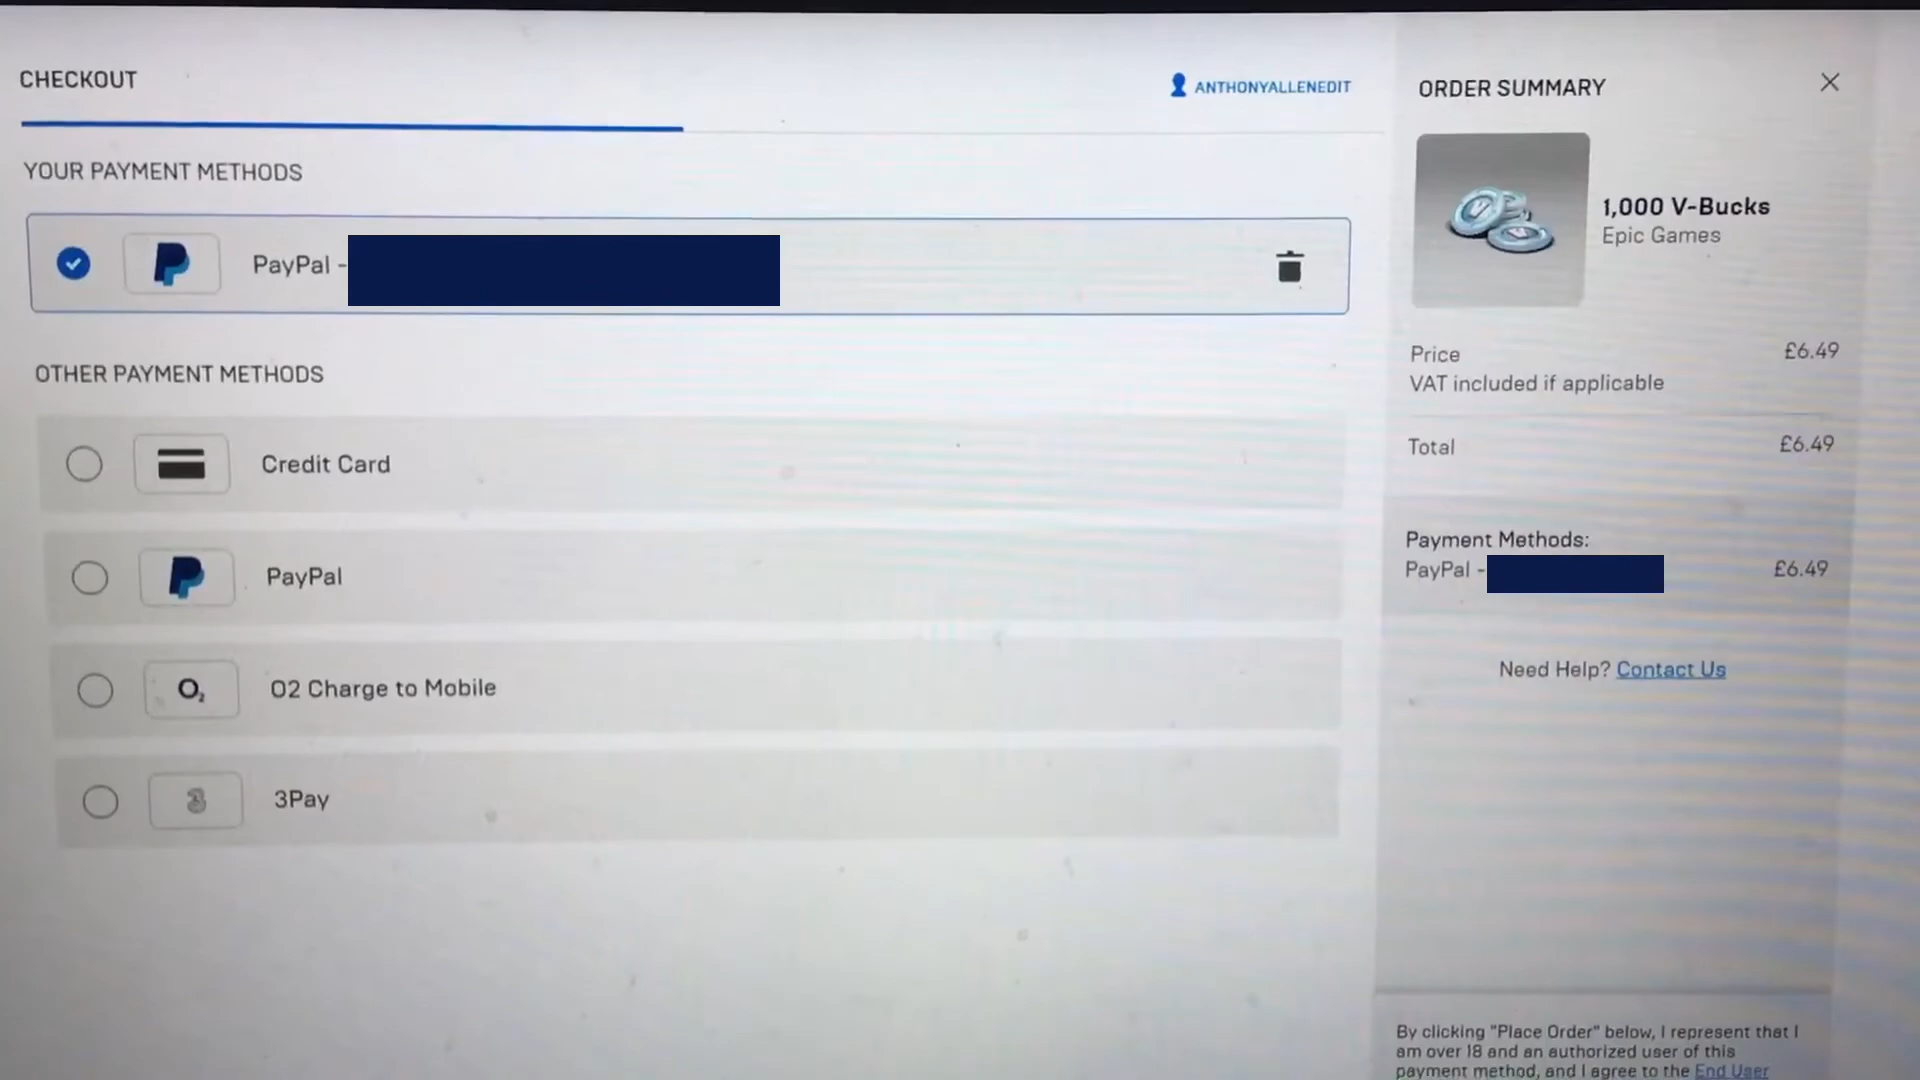 CHECKOUT
ANTHONYALLENEDIT
YOUR PAYMENT METHODS
PayPal -
OTHER PAYMENT METHODS
Credit Card
PayPal
O2
O2 Charge to Mobile
3
3Pay
ORDER SUMMARY
1,000 V-Bucks
Epic Games
Price £6.49
VAT included if applicable
Total £6.49
Payment Methods:
PayPal - £6.49
Need Help? Contact Us
By clicking "Place Order" below, I represent that I
am over 18 and an authorized user of this
payment method, and I agree to the End User